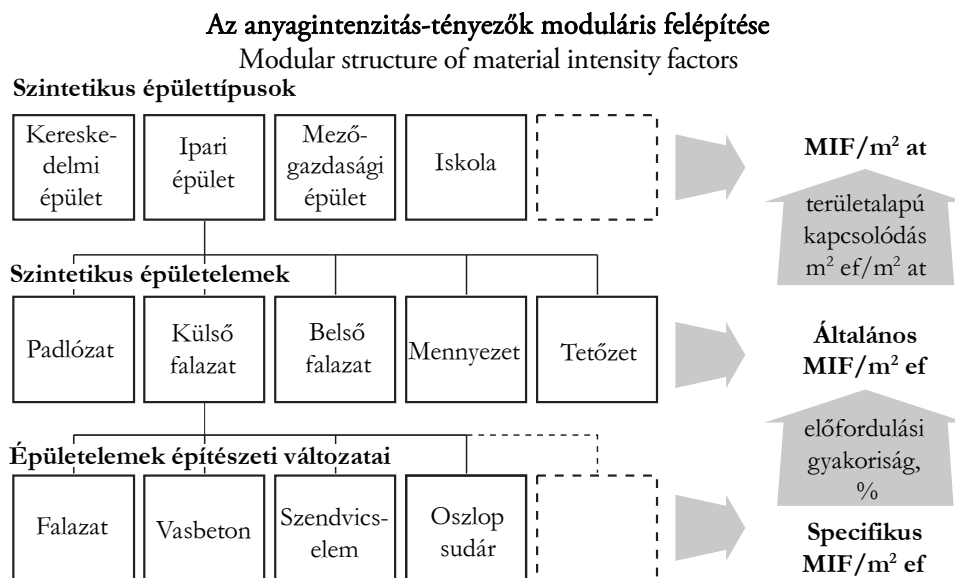 Az anyagintenzitás-tényezők moduláris felépítése
Modular structure of material intensity factors
Szintetikus épülettípusok
Kereske-
delmi
épület
Ipari
épület
Mező-
gazdasági
épület
Iskola
MIF/m² at
területalapú
kapcsolódás
m² ef/m² at
Szintetikus épületelemek
Padlózat
Külső
falazat
Belső
falazat
Mennyezet
Tetőzet
Általános
MIF/m² ef
előfordulási
gyakoriság,
%
Épületelemek építészeti változatai
Falazat
Vasbeton
Szendvics-
elem
Oszlop
sudár
Specifikus
MIF/m² ef